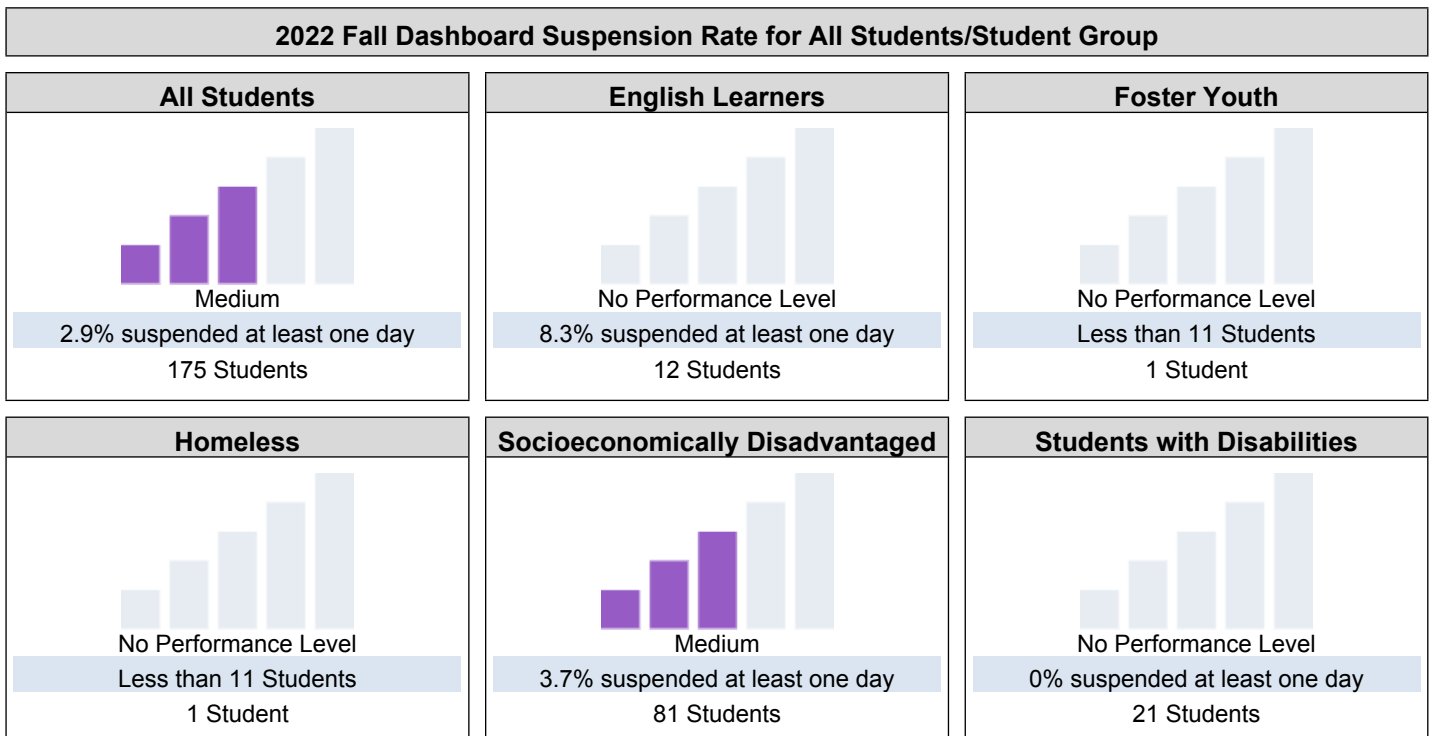 2022 Fall Dashboard Suspension Rate for All Students/Student Group
All Students
Medium
2.9% suspended at least one day
175 Students
English Learners
No Performance Level
8.3% suspended at least one day
12 Students
Foster Youth
No Performance Level
Less than 11 Students
1 Student
Homeless
No Performance Level
Less than 11 Students
1 Student
Socioeconomically Disadvantaged
Medium
3.7% suspended at least one day
81 Students
Students with Disabilities
No Performance Level
0% suspended at least one day
21 Students